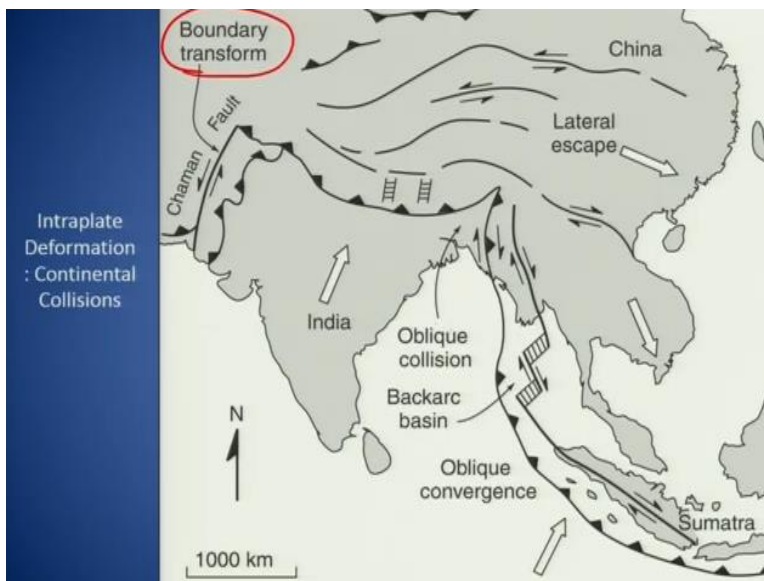 Intraplate
Deformation
: Continental
Collisions
Boundary
transform
China
Chaman Fault
Lateral
escape
India
Oblique
collision
Backarc
basin
N
Oblique
convergence
Sumatra
1000 km